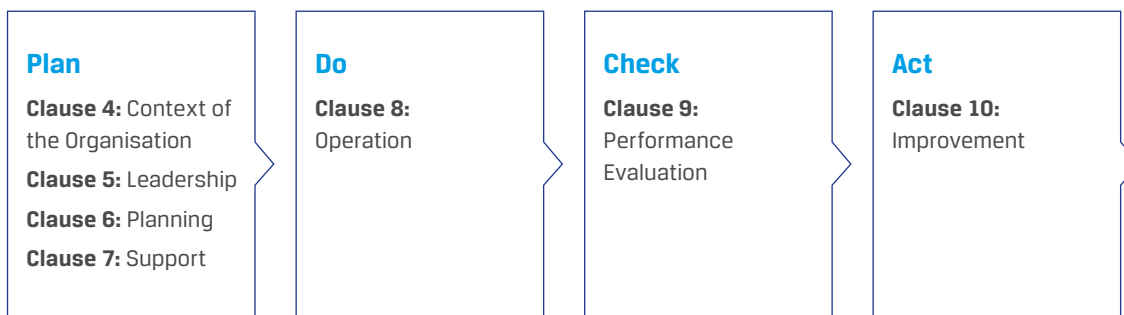 Plan
Clause 4: Context of
the Organisation
Clause 5: Leadership
Clause 6: Planning
Clause 7: Support
Do
Clause 8:
Operation
Check
Clause 9:
Performance
Evaluation
Act
Clause 10:
Improvement